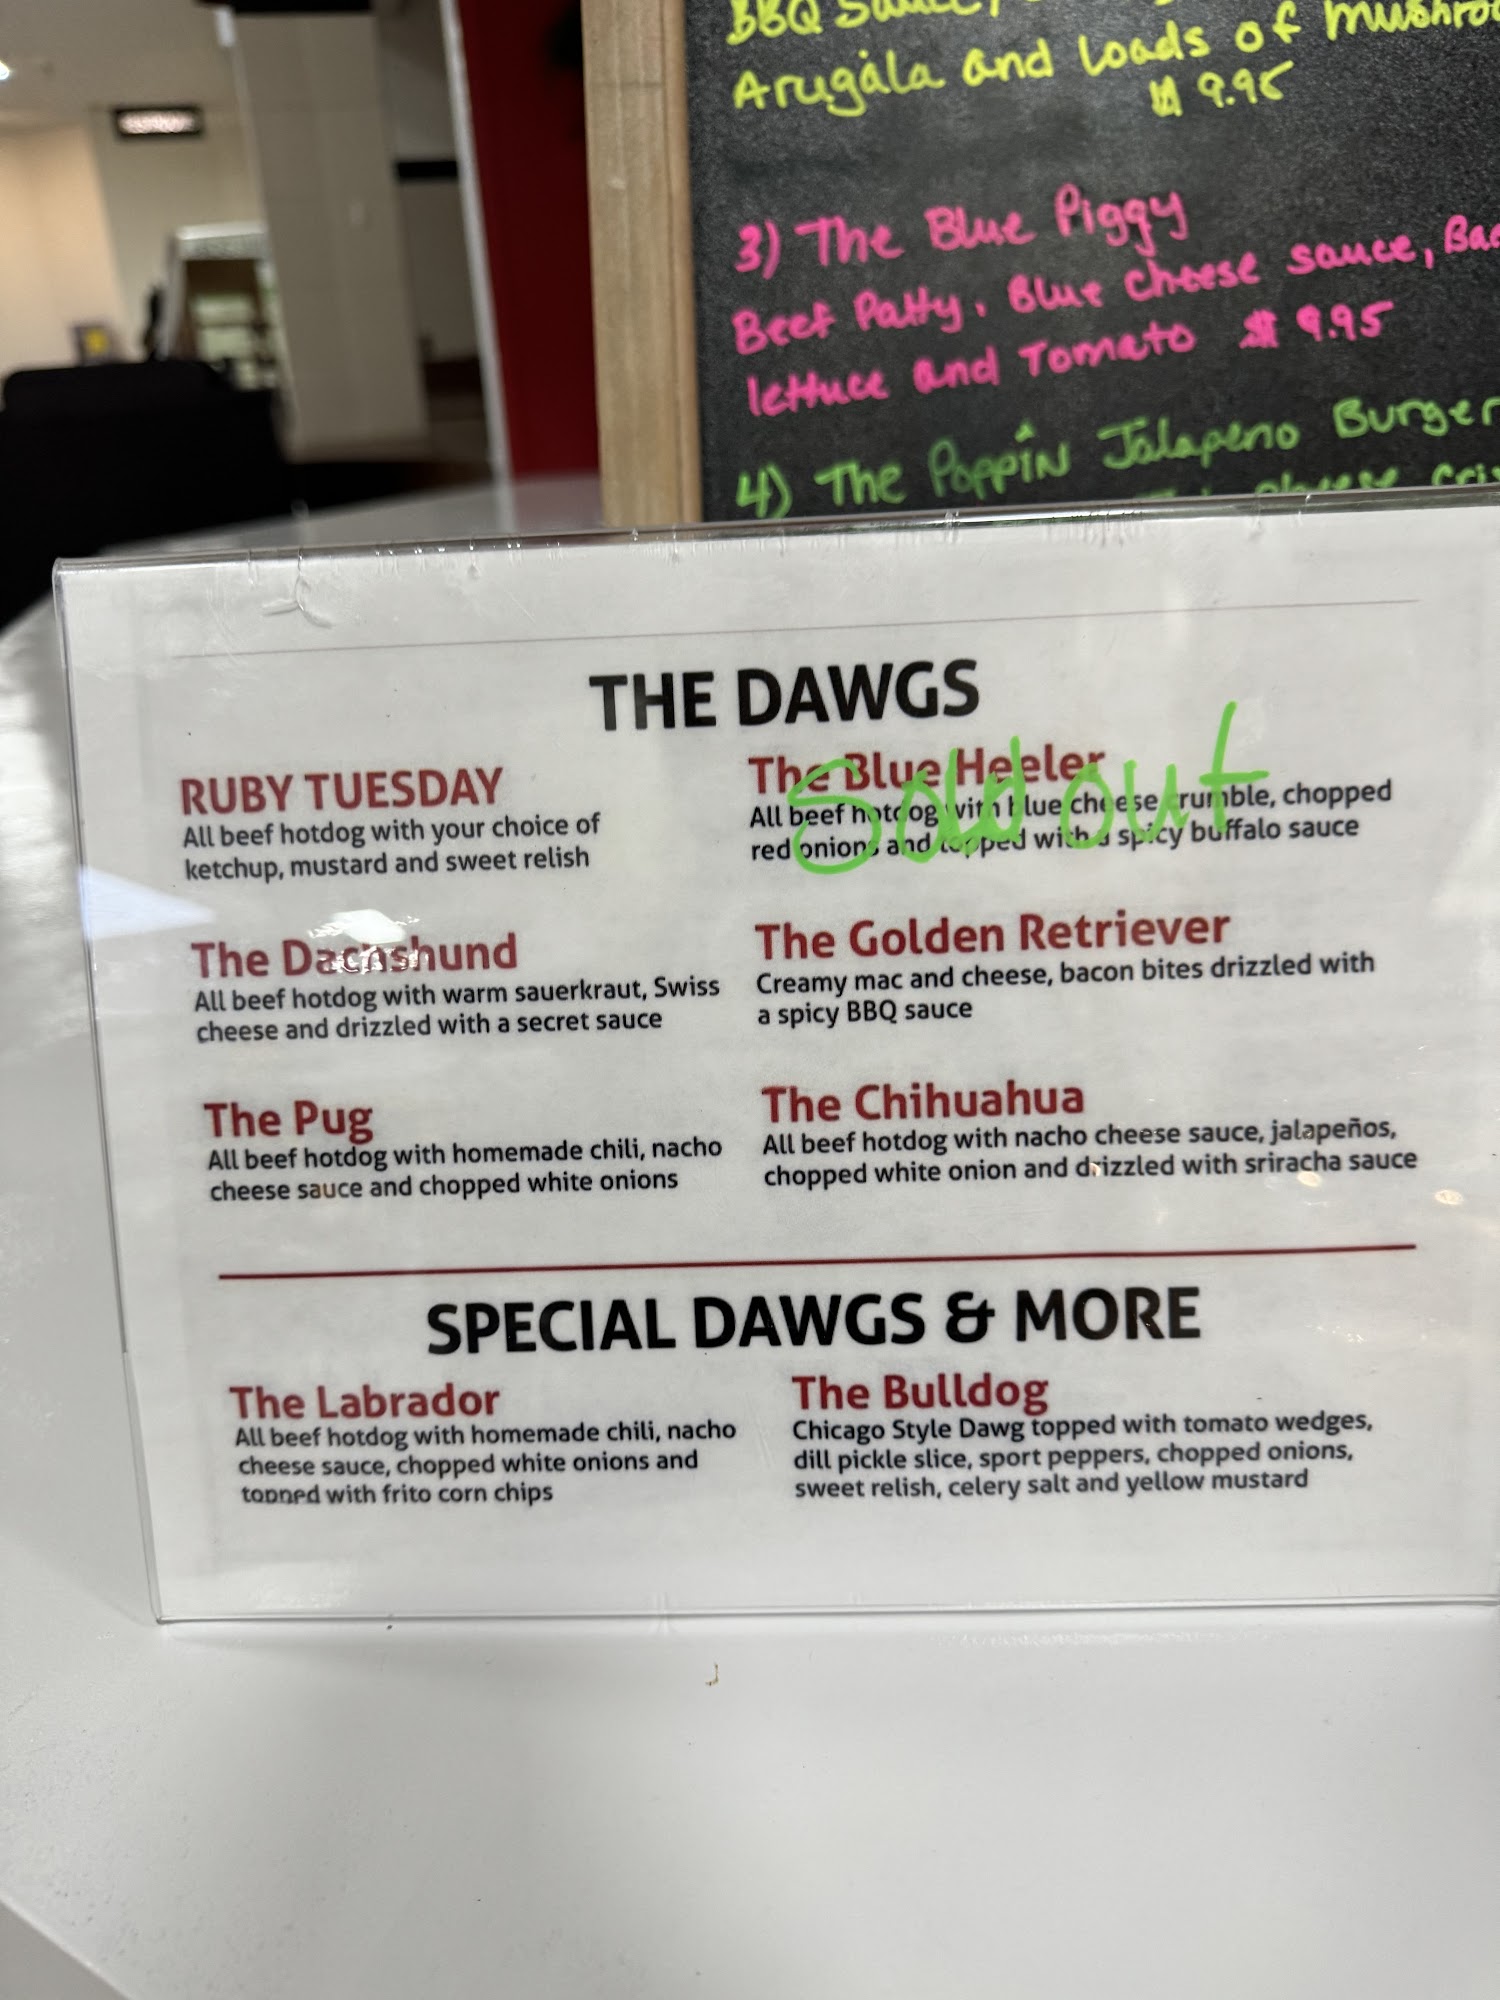 BBQ Sauce,
Arugala and Loads of mushro
$ 9.95
3) The Blue Piggy
Beef Patty, Blue Cheese sauce, Bac
lettuce and Tomato $ 9.95
4) The Poppin Jalapeno Burger
cheese cri
THE DAWGS
RUBY TUESDAY
All beef hotdog with your choice of
ketchup, mustard and sweet relish
The Blue Heeler
Sold out
All beef hotdog with blue cheese crumble, chopped
red onions and topped with a spicy buffalo sauce
The Dachshund
All beef hotdog with warm sauerkraut, Swiss
cheese and drizzled with a secret sauce
The Golden Retriever
Creamy mac and cheese, bacon bites drizzled with
a spicy BBQ sauce
The Pug
All beef hotdog with homemade chili, nacho
cheese sauce and chopped white onions
The Chihuahua
All beef hotdog with nacho cheese sauce, jalapeños,
chopped white onion and drizzled with sriracha sauce
SPECIAL DAWGS & MORE
The Labrador
All beef hotdog with homemade chili, nacho
cheese sauce, chopped white onions and
topped with frito corn chips
The Bulldog
Chicago Style Dawg topped with tomato wedges,
dill pickle slice, sport peppers, chopped onions,
sweet relish, celery salt and yellow mustard